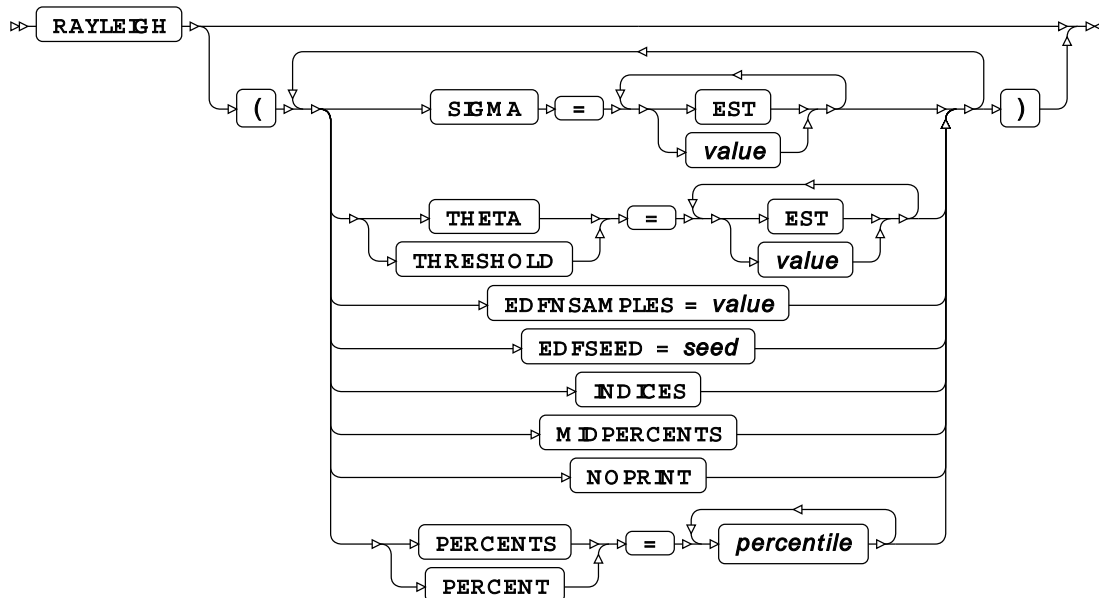 RAYLEIGH
( SIGMA = EST )
value
THETA = EST
THRESHOLD value
EDFNSAMPLES = value
EDFSEED = seed
INDICES
MIDPERCENTS
NOPRINT
PERCENTS = percentile
PERCENT